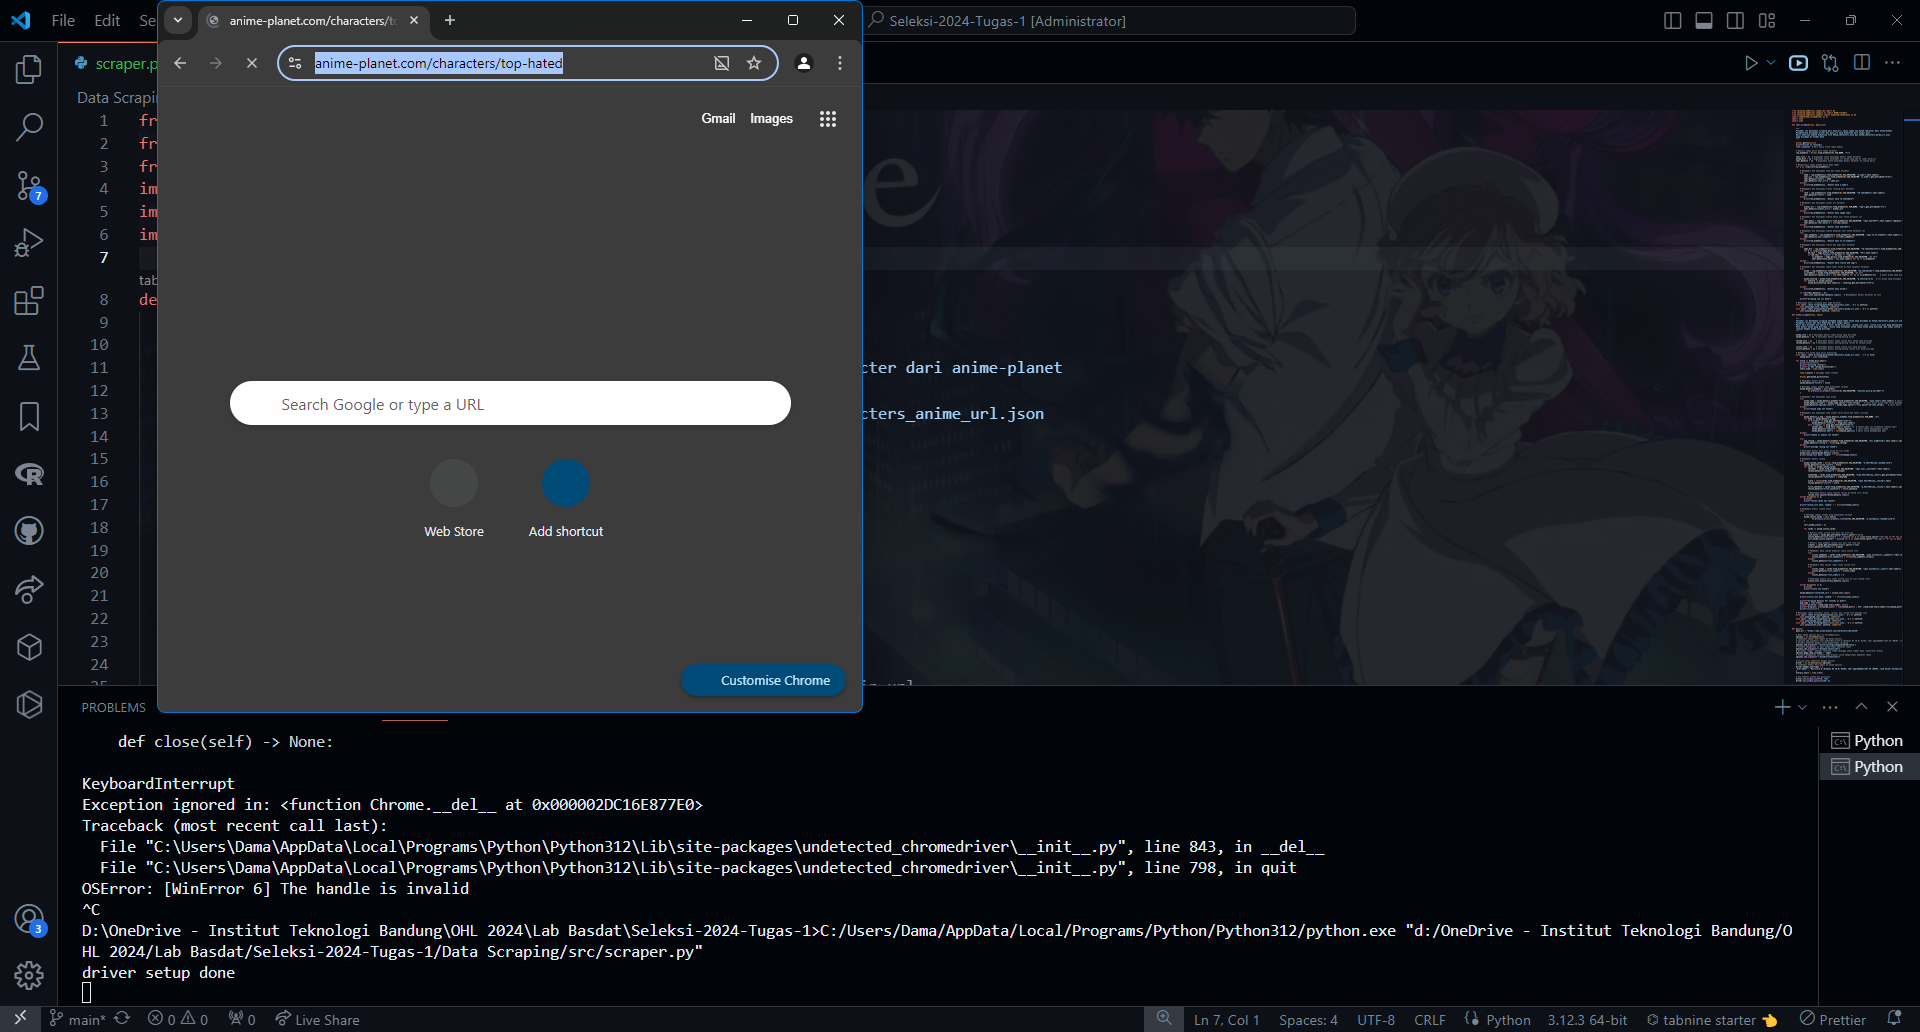 File
Edit
Se
Seleksi-2024-Tugas-1 [Administrator]
anime-planet.com/characters/to
scraper.p
anime-planet.com/characters/top-hated
Data Scrapi
Gmail
Images
1 fr
2 fr
3 fr
4 im
5 im
6 im
7
tab
8 de
9
10
11
cter dari anime-planet
12
13
cters_anime_url.json
14
15
16
17
18
19
20
21
22
23
24
25
Search Google or type a URL
Web Store
Add shortcut
Customise Chrome
PROBLEMS
def close(self) -> None:
KeyboardInterrupt
Exception ignored in: <function Chrome.__del__ at 0x000002DC16E877E0>
Traceback (most recent call last):
File "C:\Users\Dama\AppData\Local\Programs\Python\Python312\Lib\site-packages\undetected_chromedriver\__init__.py", line 843, in __del__
File "C:\Users\Dama\AppData\Local\Programs\Python\Python312\Lib\site-packages\undetected_chromedriver\__init__.py", line 798, in quit
OSError: [WinError 6] The handle is invalid
^C
D:\OneDrive - Institut Teknologi Bandung\OHL 2024\Lab Basdat\Seleksi-2024-Tugas-1>C:/Users/Dama/AppData/Local/Programs/Python/Python312/python.exe "d:/OneDrive - Institut Teknologi Bandung/O
HL 2024/Lab Basdat/Seleksi-2024-Tugas-1/Data Scraping/src/scraper.py"
driver setup done
Python
Python
7
3
main*
0
0
0
Live Share
Ln 7, Col 1
Spaces: 4
UTF-8
CRLF
Python
3.12.3 64-bit
tabnine starter
Prettier